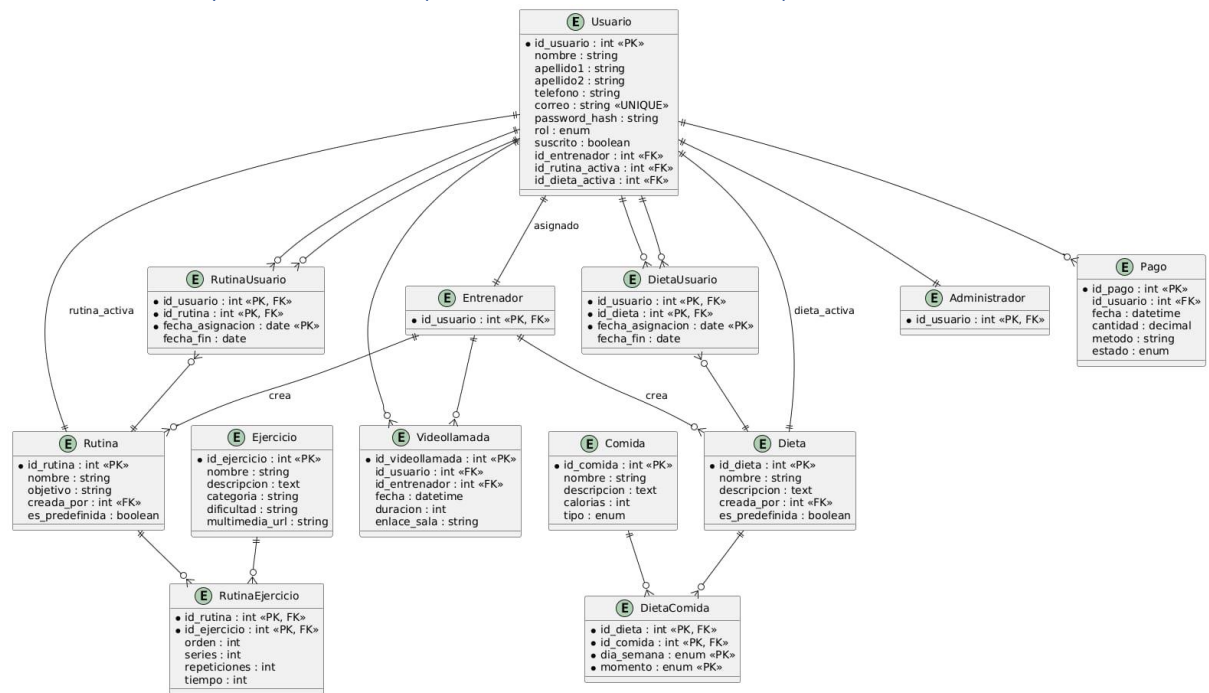 E Usuario
id_usuario : int «PK»
nombre : string
apellido1 : string
apellido2 : string
telefono : string
correo : string «UNIQUE»
password_hash : string
rol : enum
suscrito : boolean
id_entrenador : int «FK»
id_rutina_activa : int «FK»
id_dieta_activa : int «FK»
asignado
E RutinaUsuario
id_usuario : int «PK, FK»
id_rutina : int «PK, FK»
fecha_asignacion : date «PK»
fecha_fin : date
E Entrenador
id_usuario : int «PK, FK»
E DietaUsuario
id_usuario : int «PK, FK»
id_dieta : int «PK, FK»
fecha_asignacion : date «PK»
fecha_fin : date
E Administrador
id_usuario : int «PK, FK»
E Pago
id_pago : int «PK»
id_usuario : int «FK»
fecha : datetime
cantidad : decimal
metodo : string
estado : enum
rutina_activa
dieta_activa
crea
crea
E Rutina
id_rutina : int «PK»
nombre : string
objetivo : string
creada_por : int «FK»
es_predefinida : boolean
E Ejercicio
id_ejercicio : int «PK»
nombre : string
descripcion : text
categoria : string
dificultad : string
multimedia_url : string
E Videollamada
id_videollamada : int «PK»
id_usuario : int «FK»
id_entrenador : int «FK»
fecha : datetime
duracion : int
enlace_sala : string
E Comida
id_comida : int «PK»
nombre : string
descripcion : text
calorias : int
tipo : enum
E Dieta
id_dieta : int «PK»
nombre : string
descripcion : text
creada_por : int «FK»
es_predefinida : boolean
E RutinaEjercicio
id_rutina : int «PK, FK»
id_ejercicio : int «PK, FK»
orden : int
series : int
repeticiones : int
tiempo : int
E DietaComida
id_dieta : int «PK, FK»
id_comida : int «PK, FK»
dia_semana : enum «PK»
momento : enum «PK»